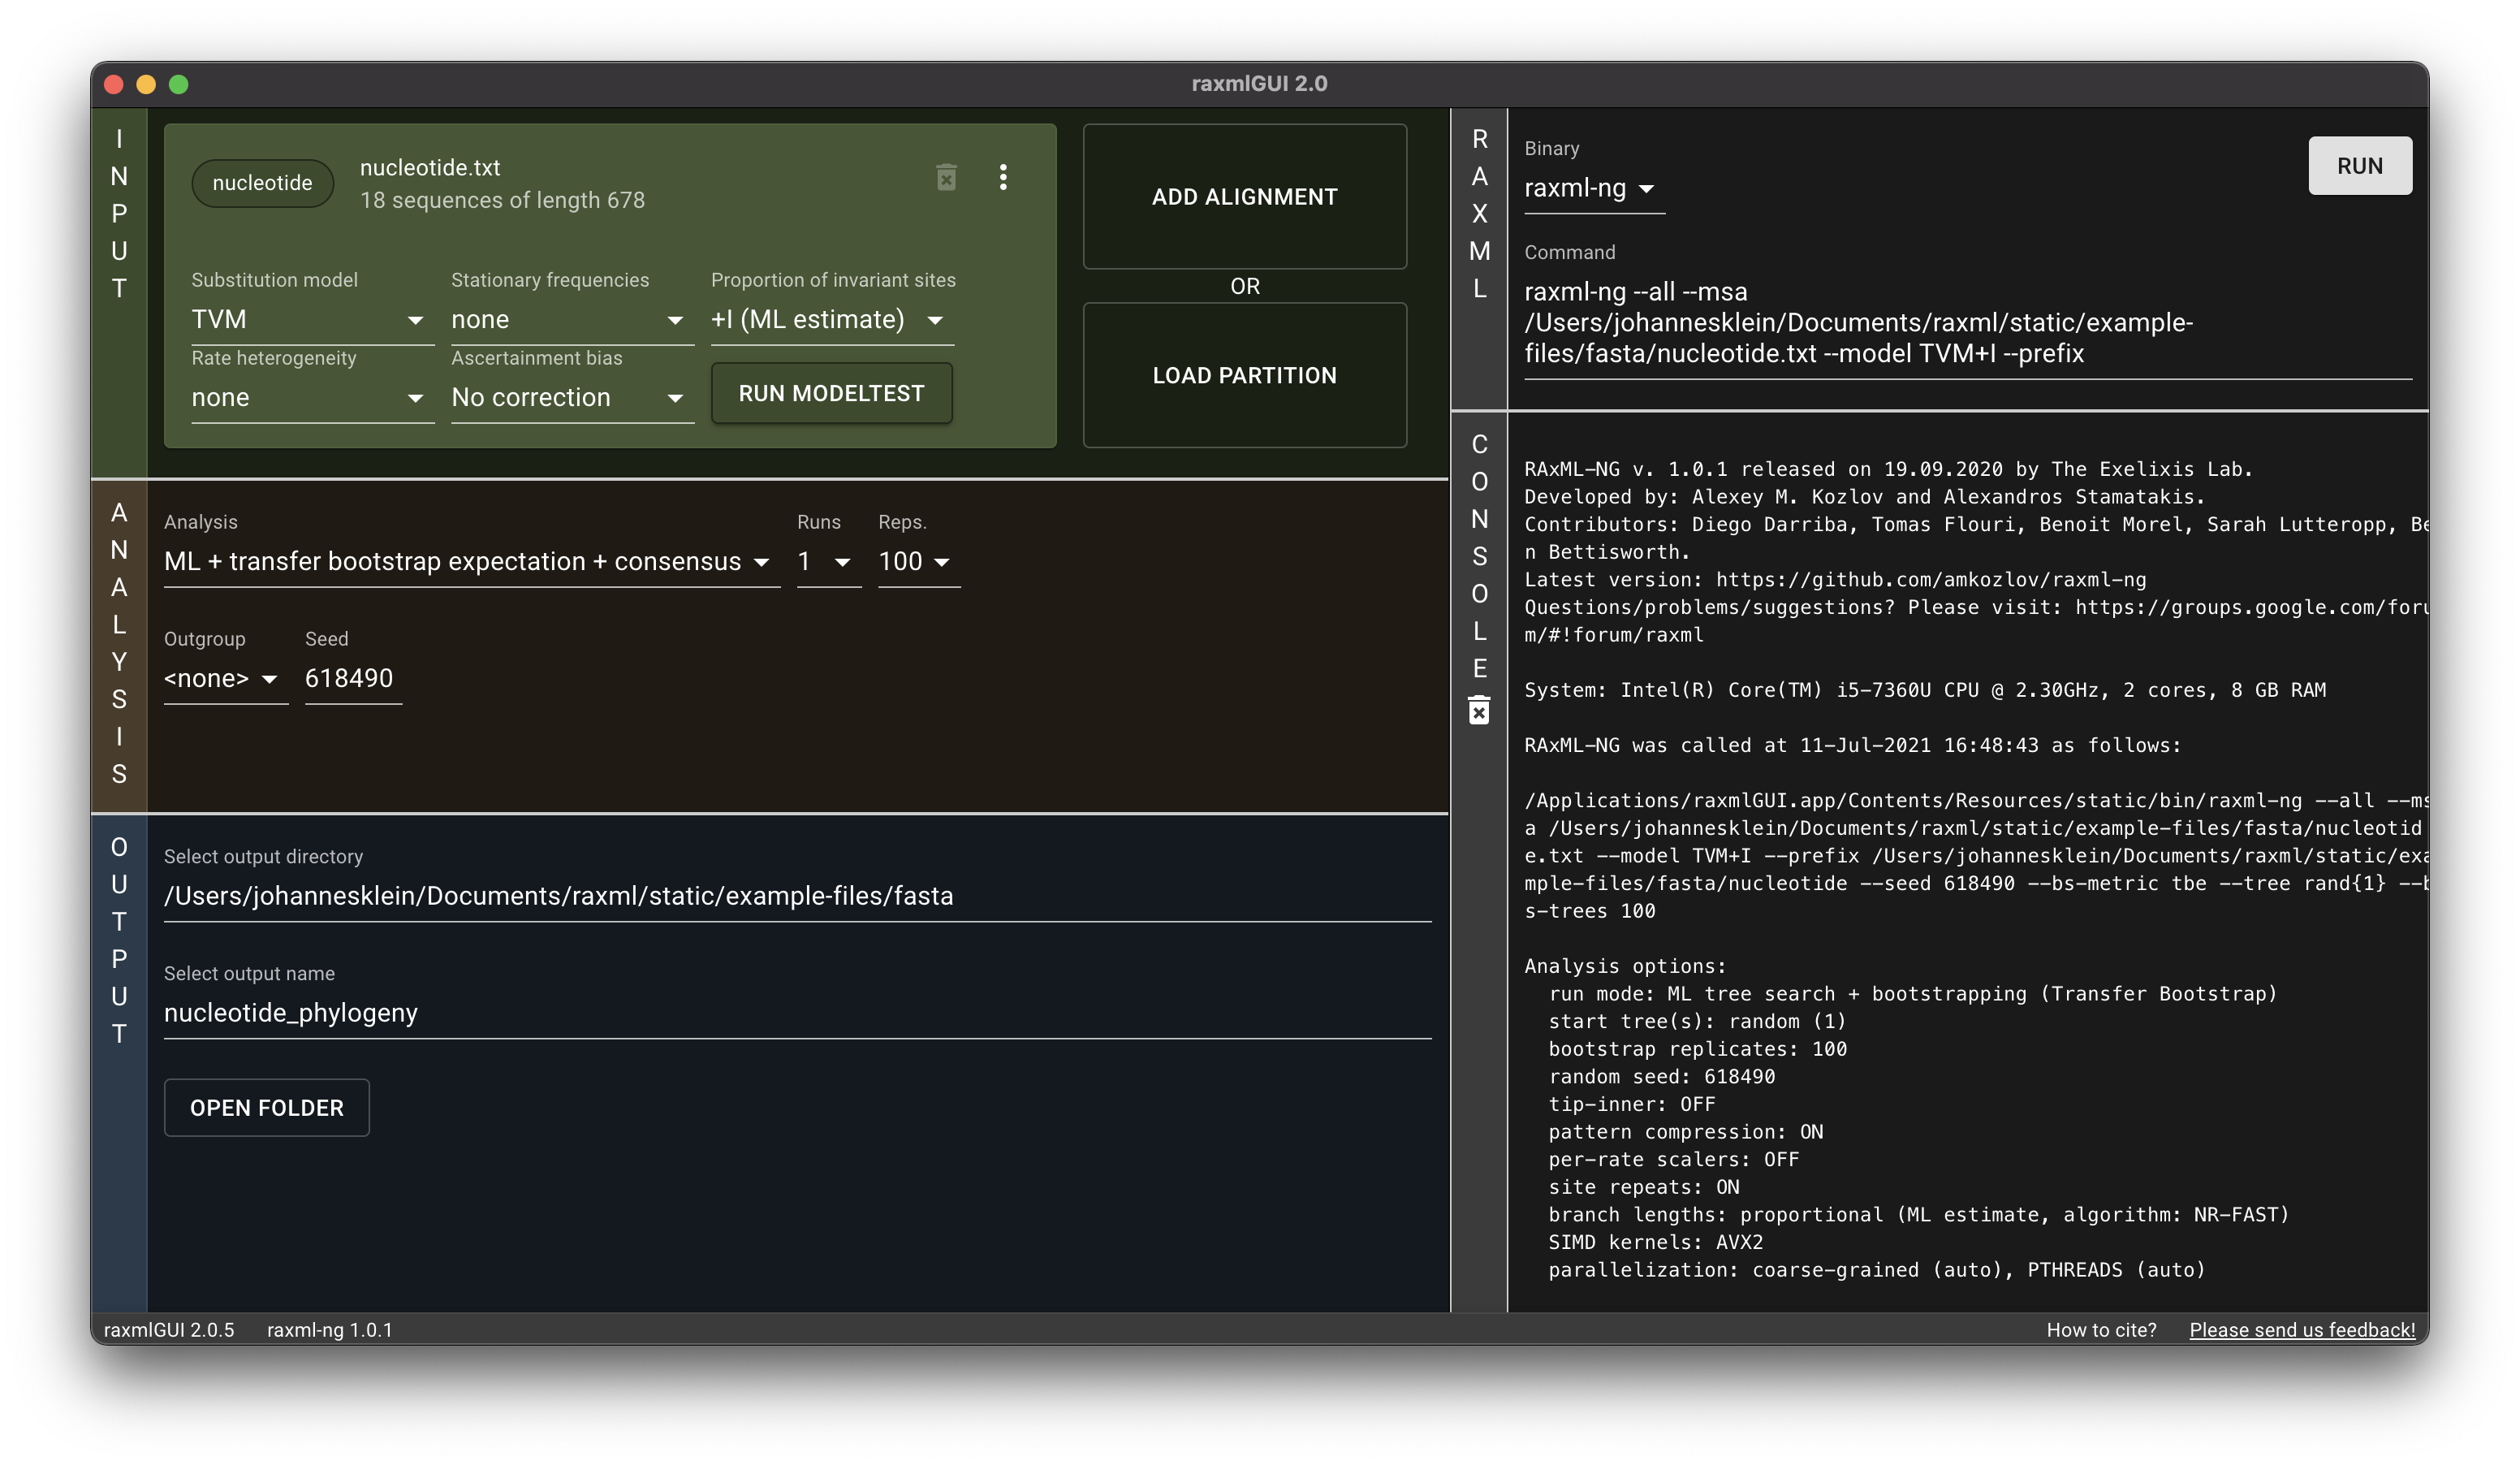 raxmlGUI 2.0
INPUT
nucleotide
nucleotide.txt
18 sequences of length 678
Substitution model
TVM
Stationary frequencies
none
Proportion of invariant sites
+I (ML estimate)
Rate heterogeneity
none
Ascertainment bias
No correction
RUN MODELTEST
ADD ALIGNMENT
OR
LOAD PARTITION
ANALYSIS
Analysis
ML + transfer bootstrap expectation + consensus
Runs
1
Reps.
100
Outgroup
<none>
Seed
618490
OUTPUT
Select output directory
/Users/johannesklein/Documents/raxml/static/example-files/fasta
Select output name
nucleotide_phylogeny
OPEN FOLDER
RAXML
Binary
raxml-ng
RUN
Command
raxml-ng --all --msa
/Users/johannesklein/Documents/raxml/static/example-
files/fasta/nucleotide.txt --model TVM+I --prefix
CONSOLE
RAxML-NG v. 1.0.1 released on 19.09.2020 by The Exelixis Lab.
Developed by: Alexey M. Kozlov and Alexandros Stamatakis.
Contributors: Diego Darriba, Tomas Flouri, Benoit Morel, Sarah Lutteropp, Be
n Bettisworth.
Latest version: https://github.com/amkozlov/raxml-ng
Questions/problems/suggestions? Please visit: https://groups.google.com/foru
m/#!forum/raxml
System: Intel(R) Core(TM) i5-7360U CPU @ 2.30GHz, 2 cores, 8 GB RAM
RAxML-NG was called at 11-Jul-2021 16:48:43 as follows:
/Applications/raxmlGUI.app/Contents/Resources/static/bin/raxml-ng --all --ms
a /Users/johannesklein/Documents/raxml/static/example-files/fasta/nucleotid
e.txt --model TVM+I --prefix /Users/johannesklein/Documents/raxml/static/exa
mple-files/fasta/nucleotide --seed 618490 --bs-metric tbe --tree rand{1} --b
s-trees 100
Analysis options:
run mode: ML tree search + bootstrapping (Transfer Bootstrap)
start tree(s): random (1)
bootstrap replicates: 100
random seed: 618490
tip-inner: OFF
pattern compression: ON
per-rate scalers: OFF
site repeats: ON
branch lengths: proportional (ML estimate, algorithm: NR-FAST)
SIMD kernels: AVX2
parallelization: coarse-grained (auto), PTHREADS (auto)
raxmlGUI 2.0.5
raxml-ng 1.0.1
How to cite?
Please send us feedback!